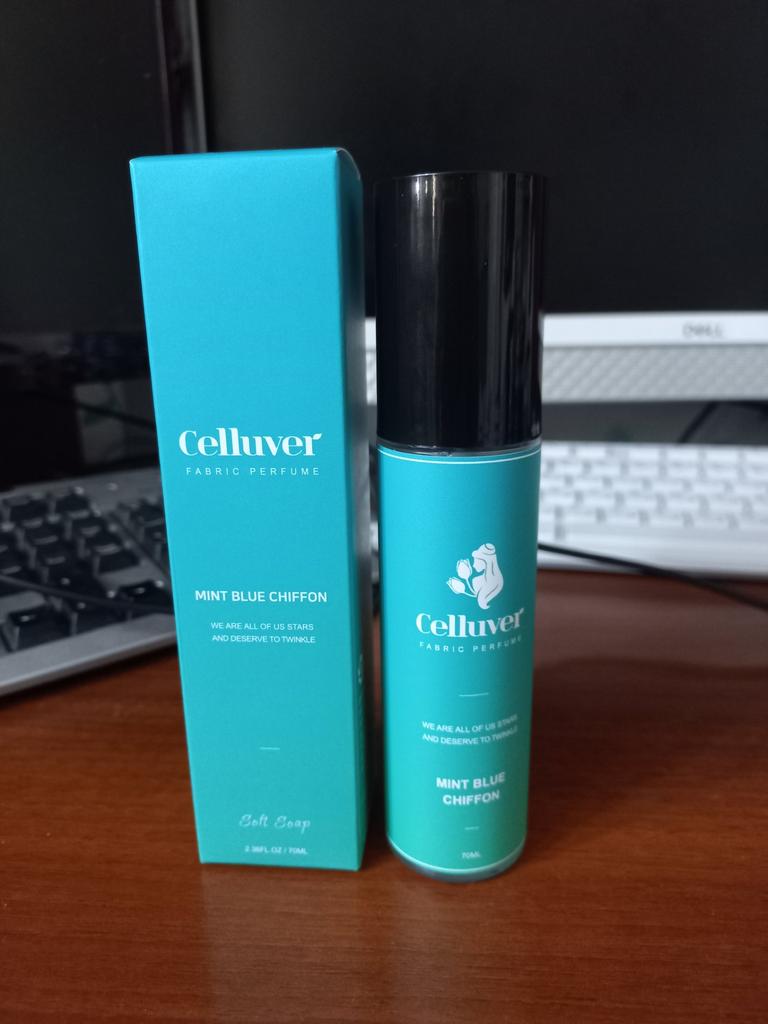 Celluver
FABRIC PERFUME
MINT BLUE CHIFFON
WE ARE ALL OF US STARS
AND DESERVE TO TWINKLE
Soft Soap
2.36FL.OZ / 70ML
Celluver
FABRIC PERFUME
WE ARE ALL OF US STARS
AND DESERVE TO TWINKLE
MINT BLUE
CHIFFON
70ML
DELL